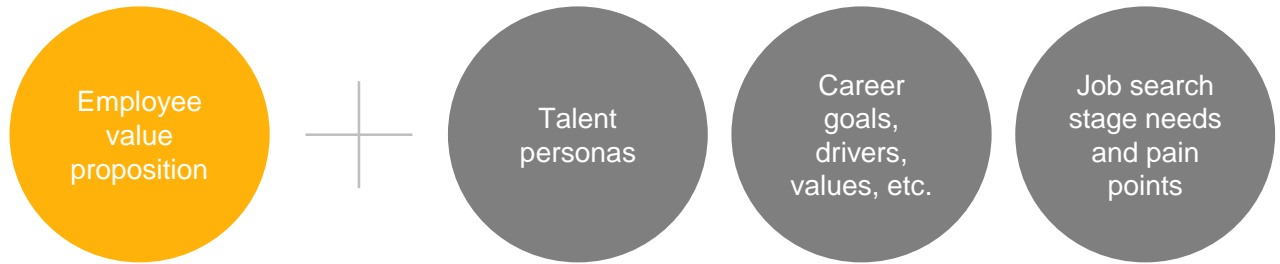 Employee
value
proposition
Talent
personas
Career
goals,
drivers,
values, etc.
Job search
stage needs
and pain
points